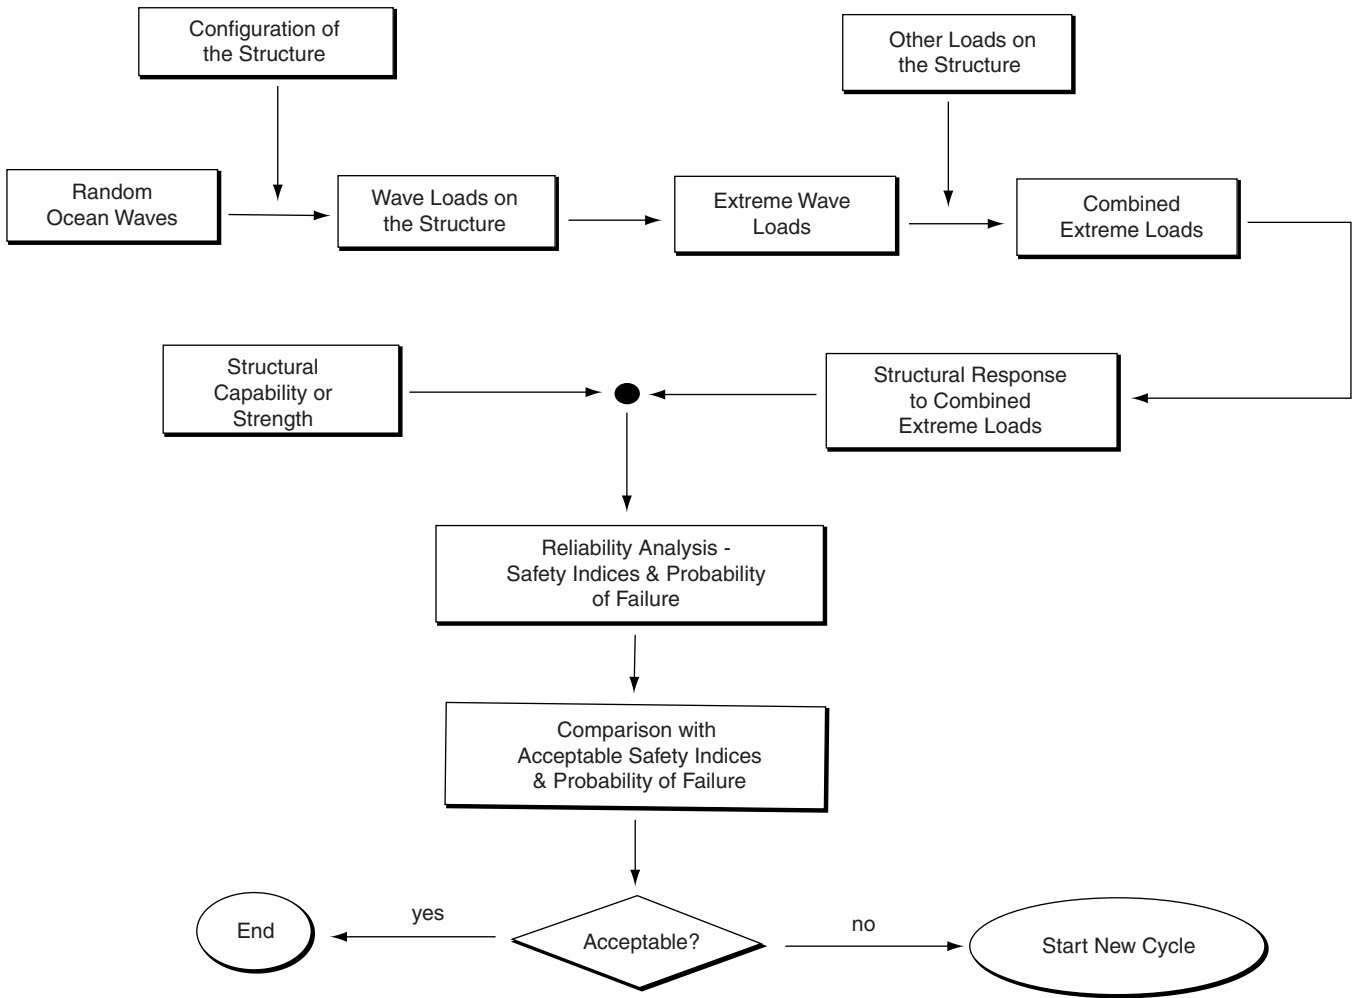 Configuration of
the Structure
Other Loads on
the Structure
Random
Ocean Waves
Wave Loads on
the Structure
Extreme Wave
Loads
Combined
Extreme Loads
Structural
Capability or
Strength
Structural Response
to Combined
Extreme Loads
Reliability Analysis -
Safety Indices & Probability
of Failure
Comparison with
Acceptable Safety Indices
& Probability of Failure
End
yes
Acceptable?
no
Start New Cycle